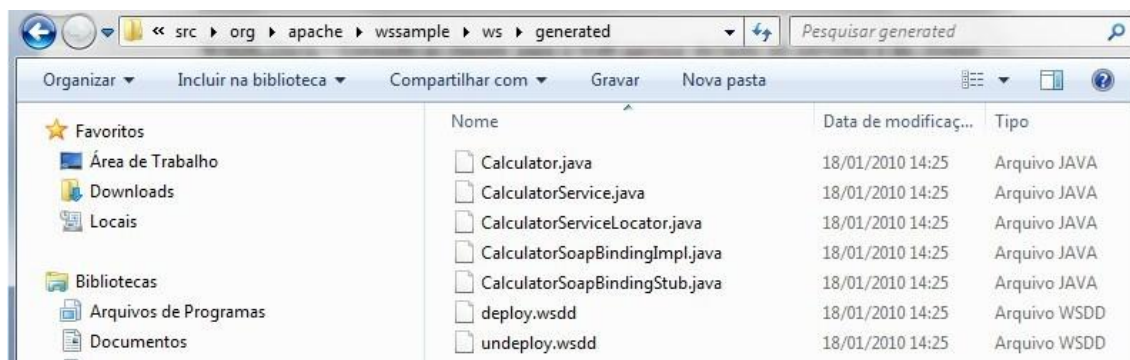 « src ▸ org ▸ apache ▸ wssample ▸ ws ▸ generated Pesquisar generated
Organizar Incluir na biblioteca Compartilhar com Gravar Nova pasta
Favoritos
Área de Trabalho
Downloads
Locais
Bibliotecas
Arquivos de Programas
Documentos
Nome Data de modificaç... Tipo
Calculator.java 18/01/2010 14:25 Arquivo JAVA
CalculatorService.java 18/01/2010 14:25 Arquivo JAVA
CalculatorServiceLocator.java 18/01/2010 14:25 Arquivo JAVA
CalculatorSoapBindingImpl.java 18/01/2010 14:25 Arquivo JAVA
CalculatorSoapBindingStub.java 18/01/2010 14:25 Arquivo JAVA
deploy.wsdd 18/01/2010 14:25 Arquivo WSDD
undeploy.wsdd 18/01/2010 14:25 Arquivo WSDD